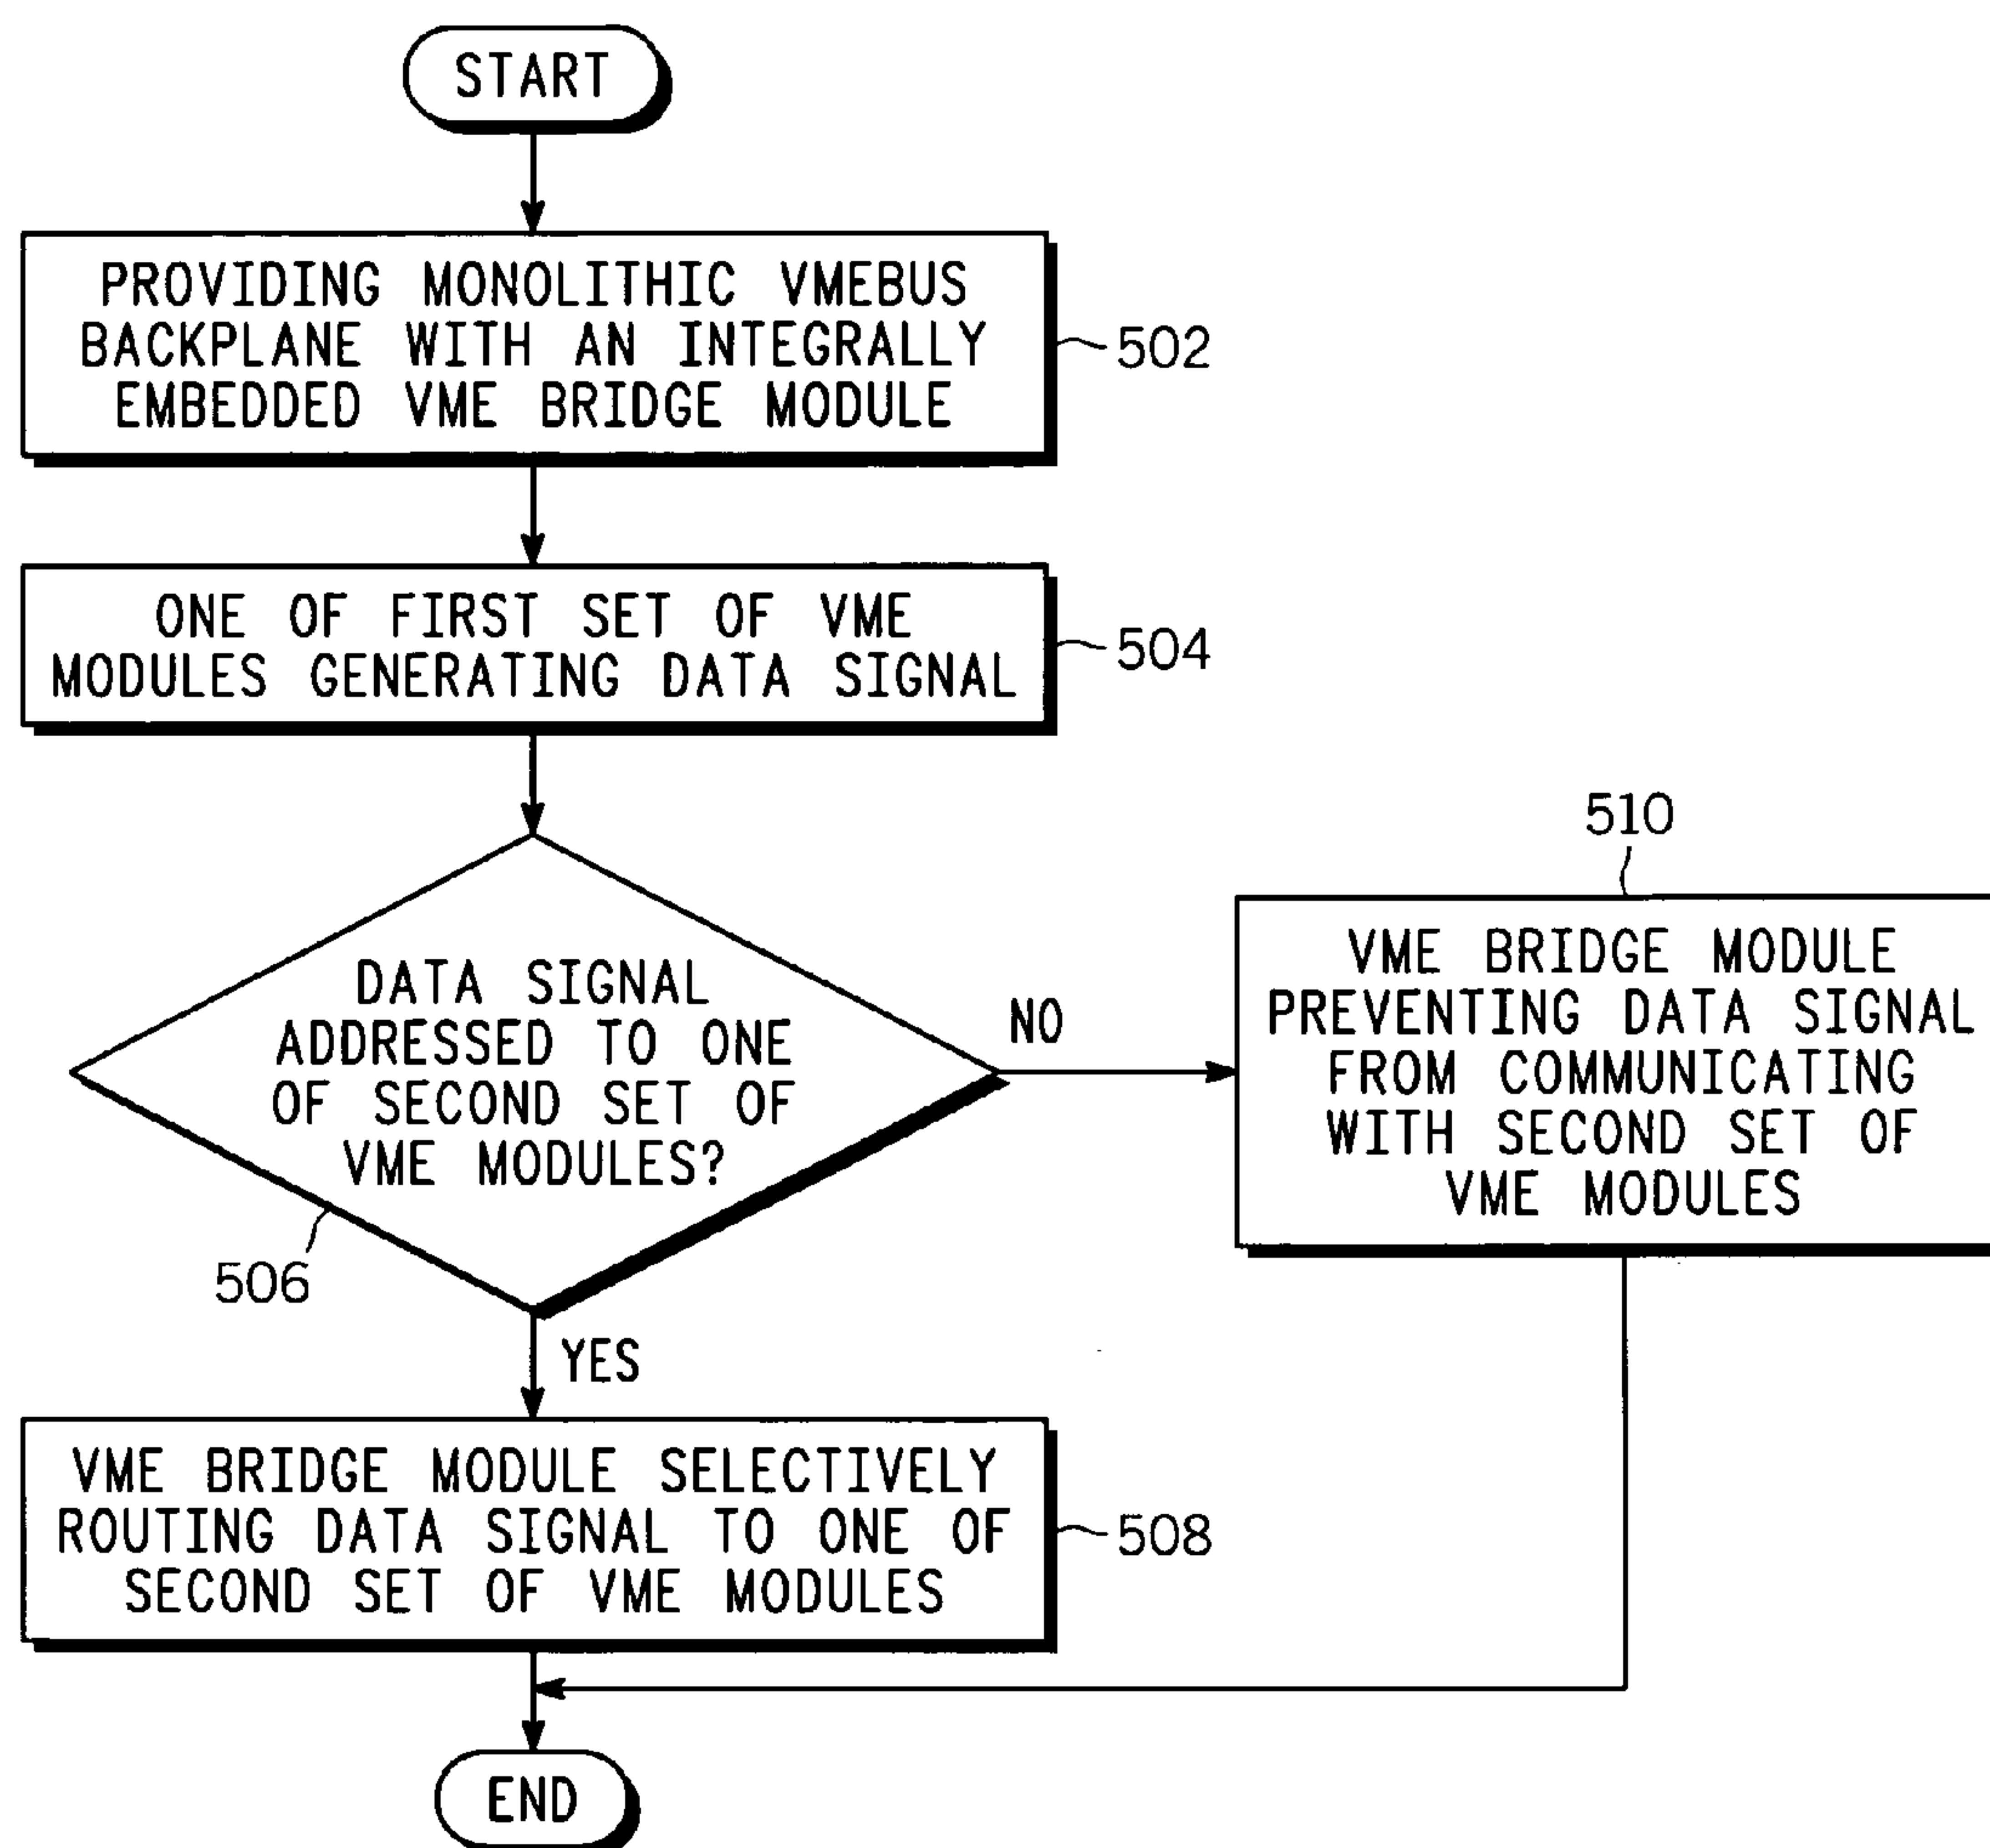 START
PROVIDING MONOLITHIC VMEBUS
BACKPLANE WITH AN INTEGRALLY
EMBEDDED VME BRIDGE MODULE
502
ONE OF FIRST SET OF VME
MODULES GENERATING DATA SIGNAL
504
DATA SIGNAL
ADDRESSED TO ONE
OF SECOND SET OF
VME MODULES?
506
NO
510
VME BRIDGE MODULE
PREVENTING DATA SIGNAL
FROM COMMUNICATING
WITH SECOND SET OF
VME MODULES
YES
VME BRIDGE MODULE SELECTIVELY
ROUTING DATA SIGNAL TO ONE OF
SECOND SET OF VME MODULES
508
END